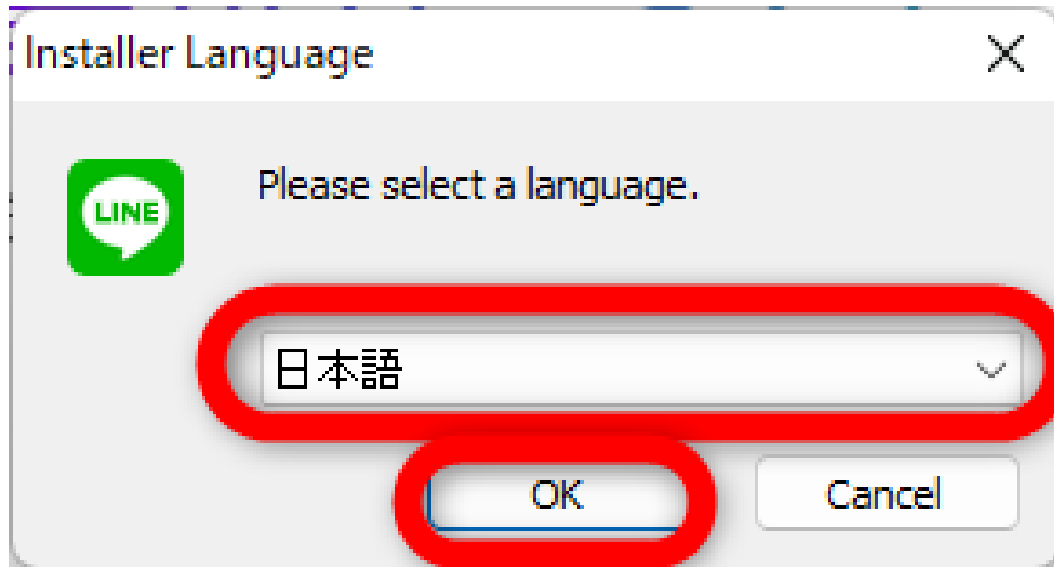 Installer Language
LINE
Please select a language.
日本語
OK
Cancel